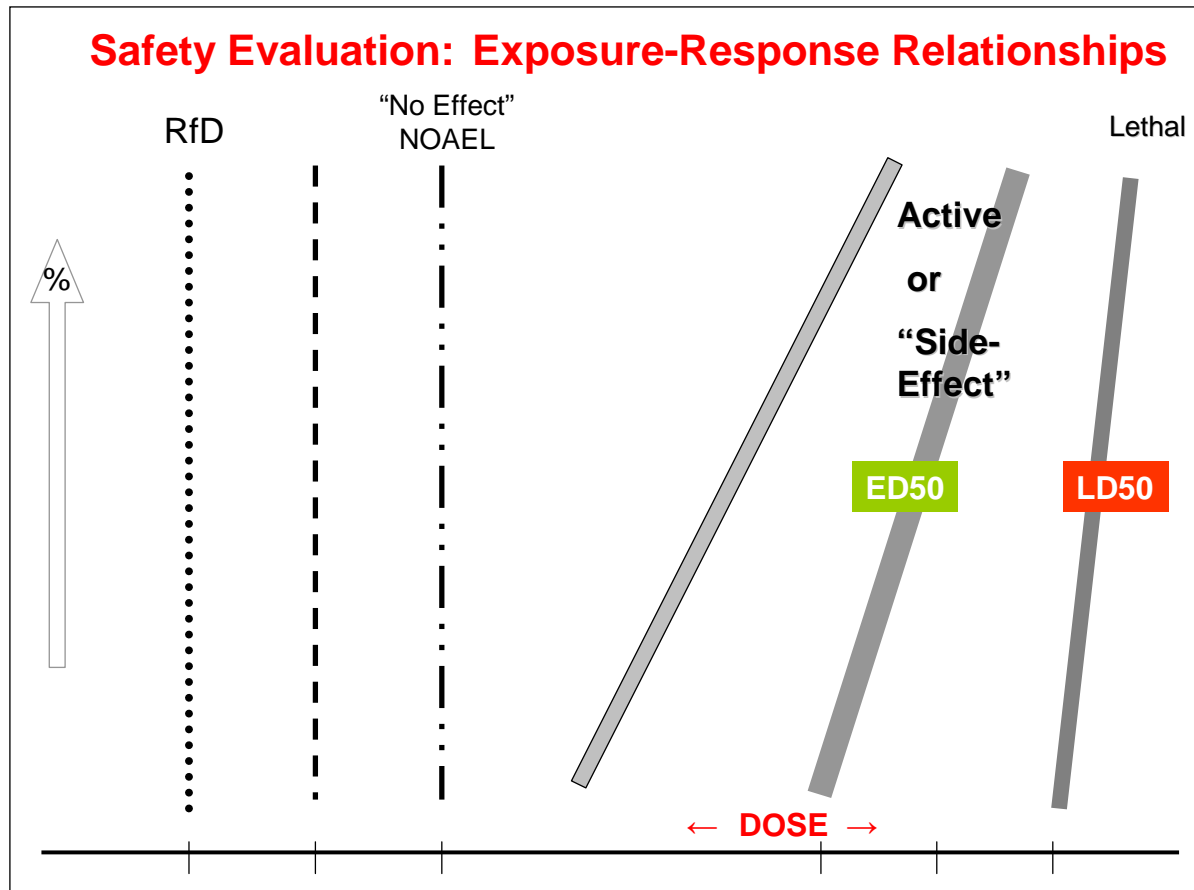 Safety Evaluation: Exposure-Response Relationships
“No Effect”
NOAEL
RfD
Lethal
%
Active
or
“Side-
Effect”
ED50
LD50
← DOSE →